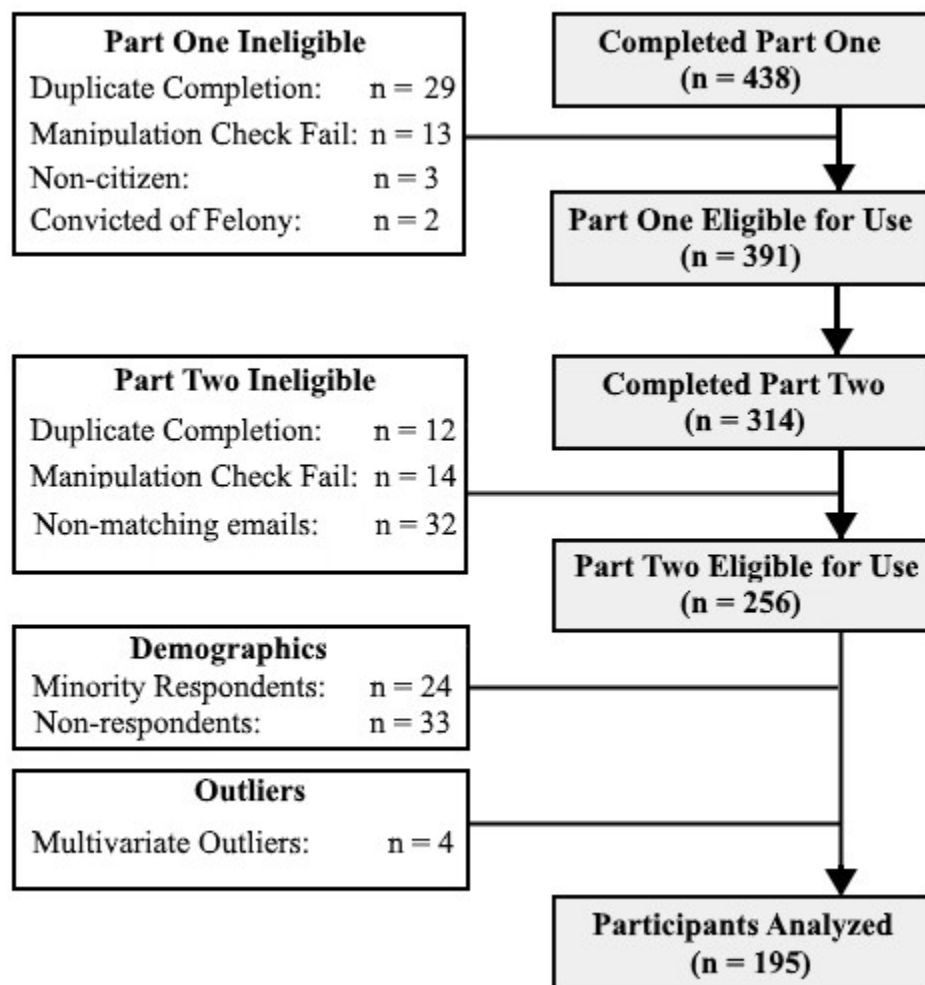 Part One Ineligible
Duplicate Completion: n = 29
Manipulation Check Fail: n = 13
Non-citizen: n = 3
Convicted of Felony: n = 2
Completed Part One
(n = 438)
Part One Eligible for Use
(n = 391)
Part Two Ineligible
Duplicate Completion: n = 12
Manipulation Check Fail: n = 14
Non-matching emails: n = 32
Completed Part Two
(n = 314)
Part Two Eligible for Use
(n = 256)
Demographics
Minority Respondents: n = 24
Non-respondents: n = 33
Outliers
Multivariate Outliers: n = 4
Participants Analyzed
(n = 195)